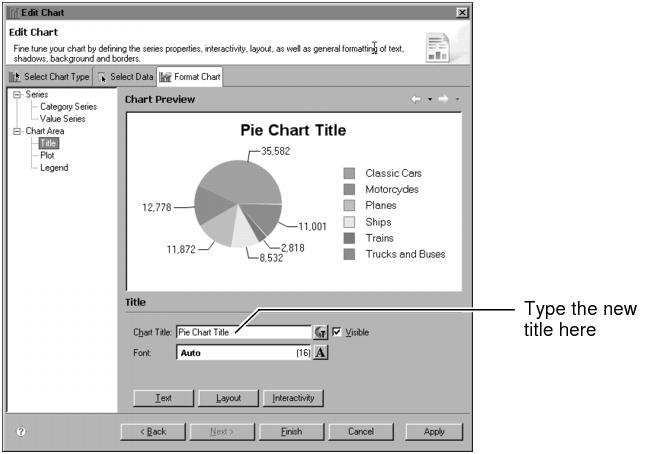 Edit Chart
Edit Chart
Fine tune your chart by defining the series properties, interactivity, layout, as well as general formatting of text,
shadows, background and borders.
Select Chart Type Select Data Format Chart
Series
Category Series
Value Series
Chart Area
Title
Plot
Legend
Chart Preview
Pie Chart Title
35,582
12,778
11,872
8,532
2,818
11,001
Classic Cars
Motorcycles
Planes
Ships
Trains
Trucks and Buses
Title
Chart Title: Pie Chart Title Visible
Font: Auto (16) A
Text Layout Interactivity
< Back Next > Finish Cancel Apply
Type the new
title here